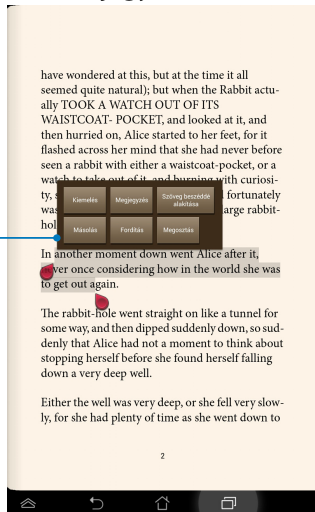 have wondered at this, but at the time it all
seemed quite natural); but when the Rabbit actu-
ally TOOK A WATCH OUT OF ITS
WAISTCOAT- POCKET, and looked at it, and
then hurried on, Alice started to her feet, for it
flashed across her mind that she had never before
seen a rabbit with either a waistcoat-pocket, or a
watch to take out of it, and burning with curiosi-
ty, s
fortunately
was
large rabbit-
hol
Kiemelés
Megjegyzés
Szöveg beszéddé
alakítása
Másolás
Fordítás
Megosztás
In another moment down went Alice after it,
never once considering how in the world she was
to get out again.
The rabbit-hole went straight on like a tunnel for
some way, and then dipped suddenly down, so sud-
denly that Alice had not a moment to think about
stopping herself before she found herself falling
down a very deep well.
Either the well was very deep, or she fell very slow-
ly, for she had plenty of time as she went down to
2